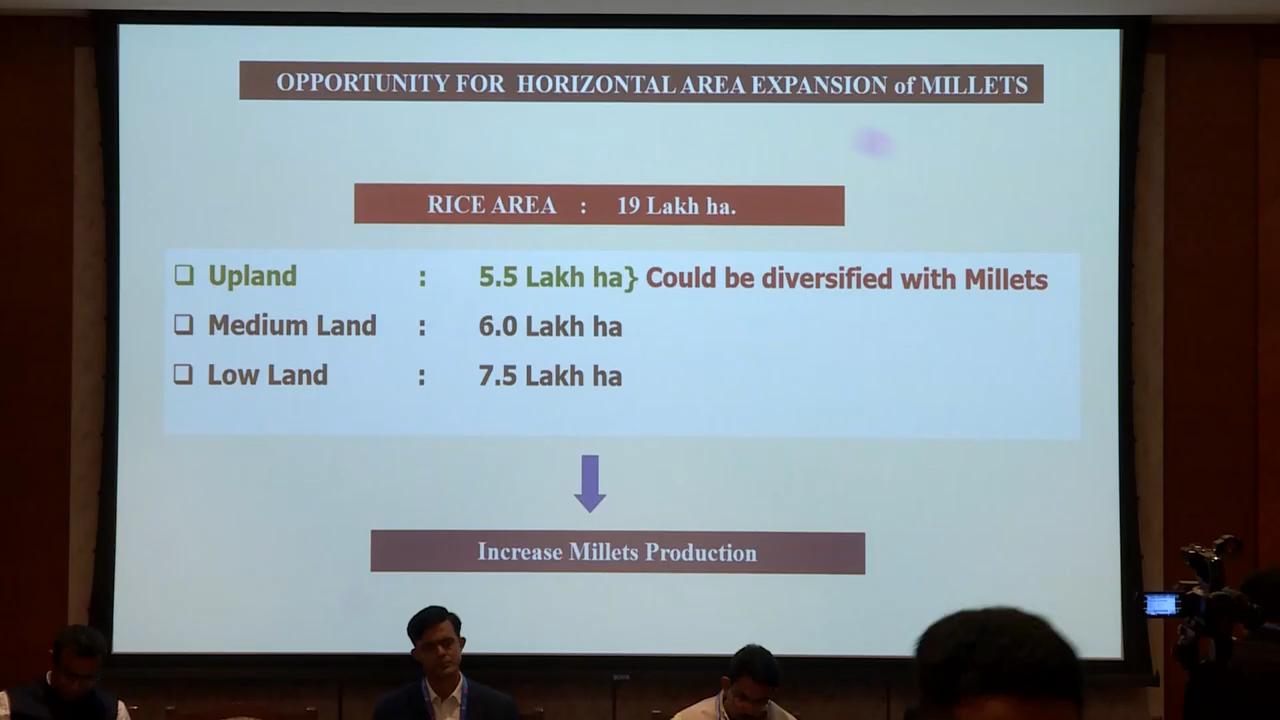 OPPORTUNITY FOR HORIZONTAL AREA EXPANSION of MILLETS
RICE AREA : 19 Lakh ha.
❑ Upland : 5.5 Lakh ha} Could be diversified with Millets
❑ Medium Land : 6.0 Lakh ha
❑ Low Land : 7.5 Lakh ha
Increase Millets Production